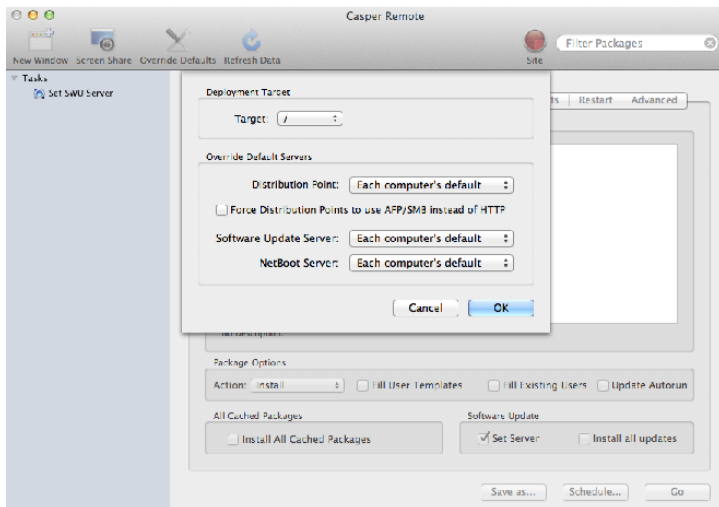 Casper Remote
New Window Screen Share Override Defaults Refresh Data
Site
Filter Packages
Tasks
Set SWU Server
Deployment Target
Target: /
Restart Advanced
Override Default Servers
Distribution Point: Each computer's default
Force Distribution Points to use AFP/SMB instead of HTTP
Software Update Server: Each computer's default
NetBoot Server: Each computer's default
Cancel OK
Package Options
Action: Install Fill User Templates Fill Existing Users Update Autorun
All Cached Packages Software Update
Install All Cached Packages Set Server Install all updates
Save as... Schedule... Go